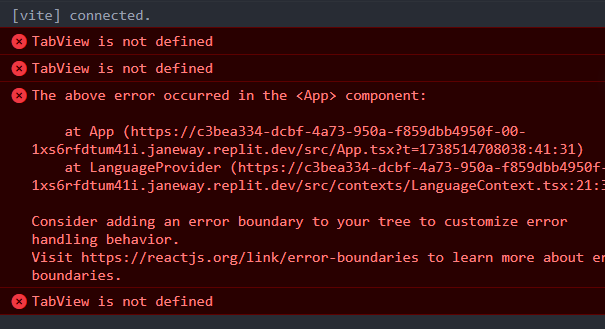 [vite] connected.
TabView is not defined
TabView is not defined
The above error occurred in the <App> component:
at App (https://c3bea334-dcbf-4a73-950a-f859dbb4950f-00-
1xs6rfdtum41i.janeway.replit.dev/src/App.tsx?t=1738514708038:41:31)
at LanguageProvider (https://c3bea334-dcbf-4a73-950a-f859dbb4950f-
1xs6rfdtum41i.janeway.replit.dev/src/contexts/LanguageContext.tsx:21:3
Consider adding an error boundary to your tree to customize error
handling behavior.
Visit https://reactjs.org/link/error-boundaries to learn more about er
boundaries.
TabView is not defined